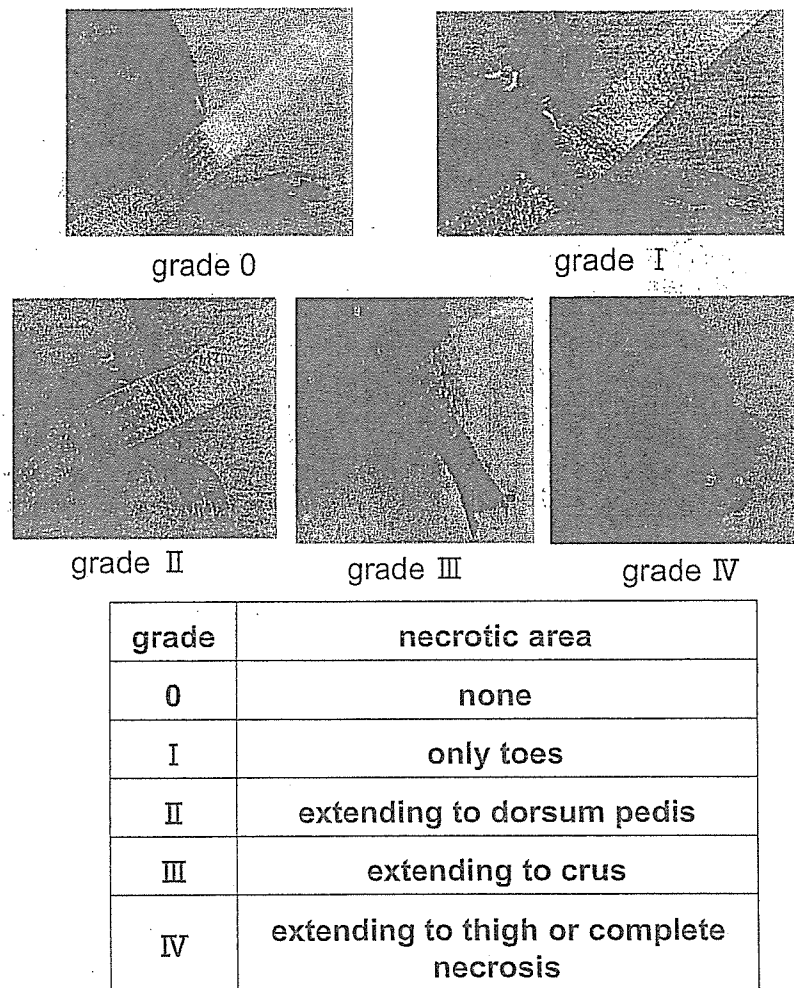 grade 0
grade Ⅰ
grade Ⅱ
grade Ⅲ
grade Ⅳ
grade necrotic area
0 none
Ⅰ only toes
Ⅱ extending to dorsum pedis
Ⅲ extending to crus
Ⅳ extending to thigh or complete
necrosis